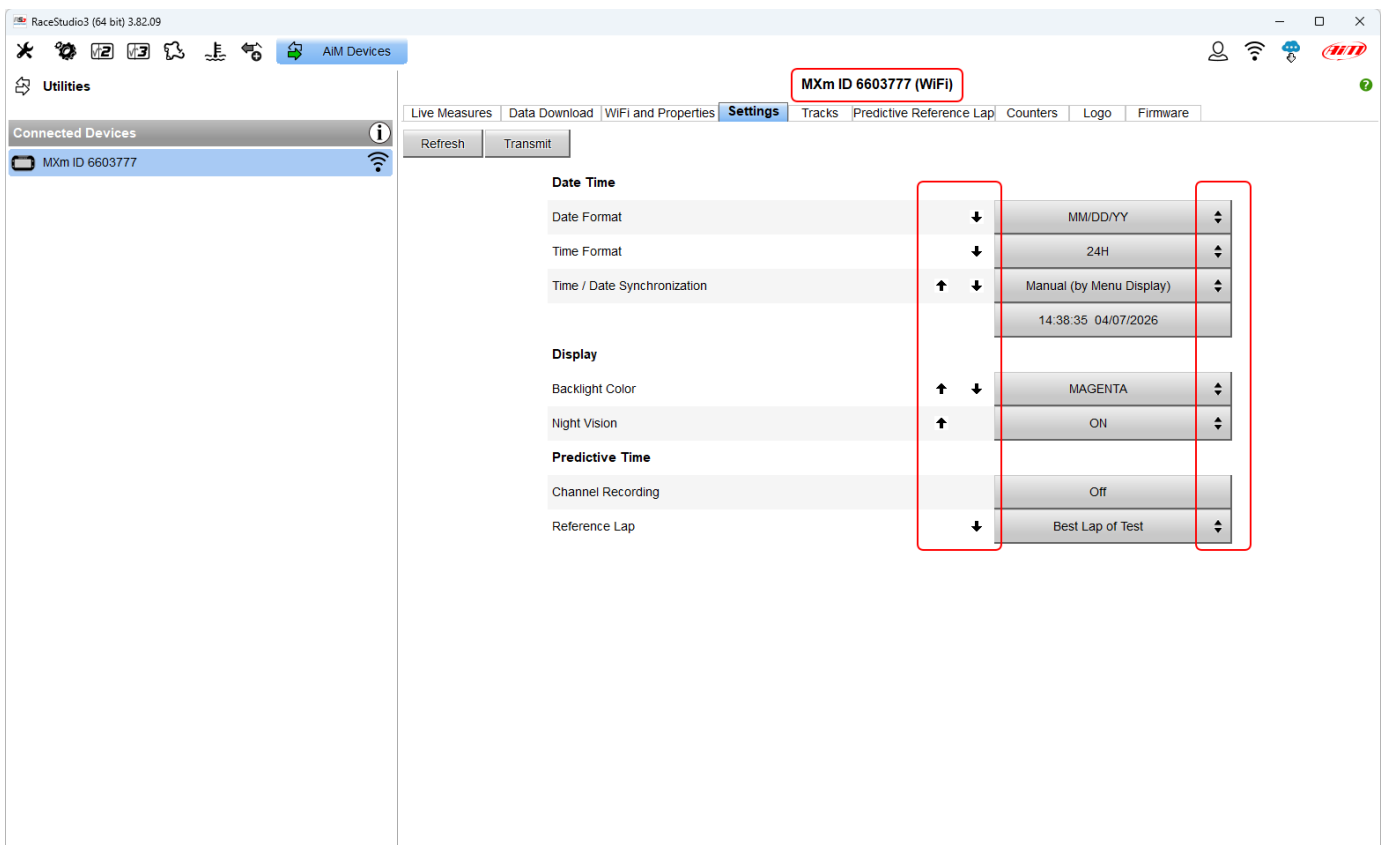 RaceStudio3 (64 bit) 3.82.09
AiM Devices
AiM
Utilities
MXm ID 6603777 (WiFi)
Live Measures Data Download WiFi and Properties Settings Tracks Predictive Reference Lap Counters Logo Firmware
Connected Devices
Refresh Transmit
MXm ID 6603777
Date Time
Date Format MM/DD/YY
Time Format 24H
Time / Date Synchronization Manual (by Menu Display)
14:38:35 04/07/2026
Display
Backlight Color MAGENTA
Night Vision ON
Predictive Time
Channel Recording Off
Reference Lap Best Lap of Test